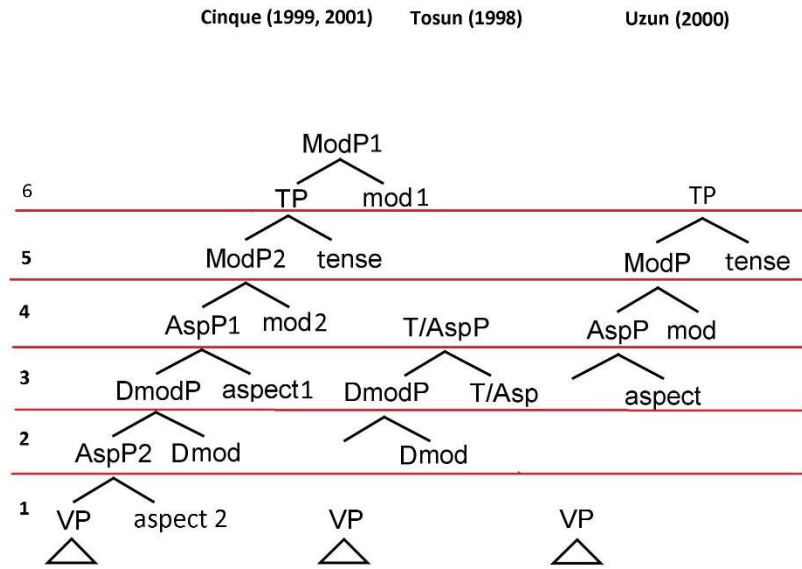 Cinque (1999, 2001) Tosun (1998) Uzun (2000)
ModP1
6 TP mod 1 TP
5 ModP2 tense ModP tense
4 AspP1 mod2 T/AspP AspP mod
3 DmodP aspect1 DmodP T/Asp aspect
2 AspP2 Dmod Dmod
1 VP aspect 2 VP VP